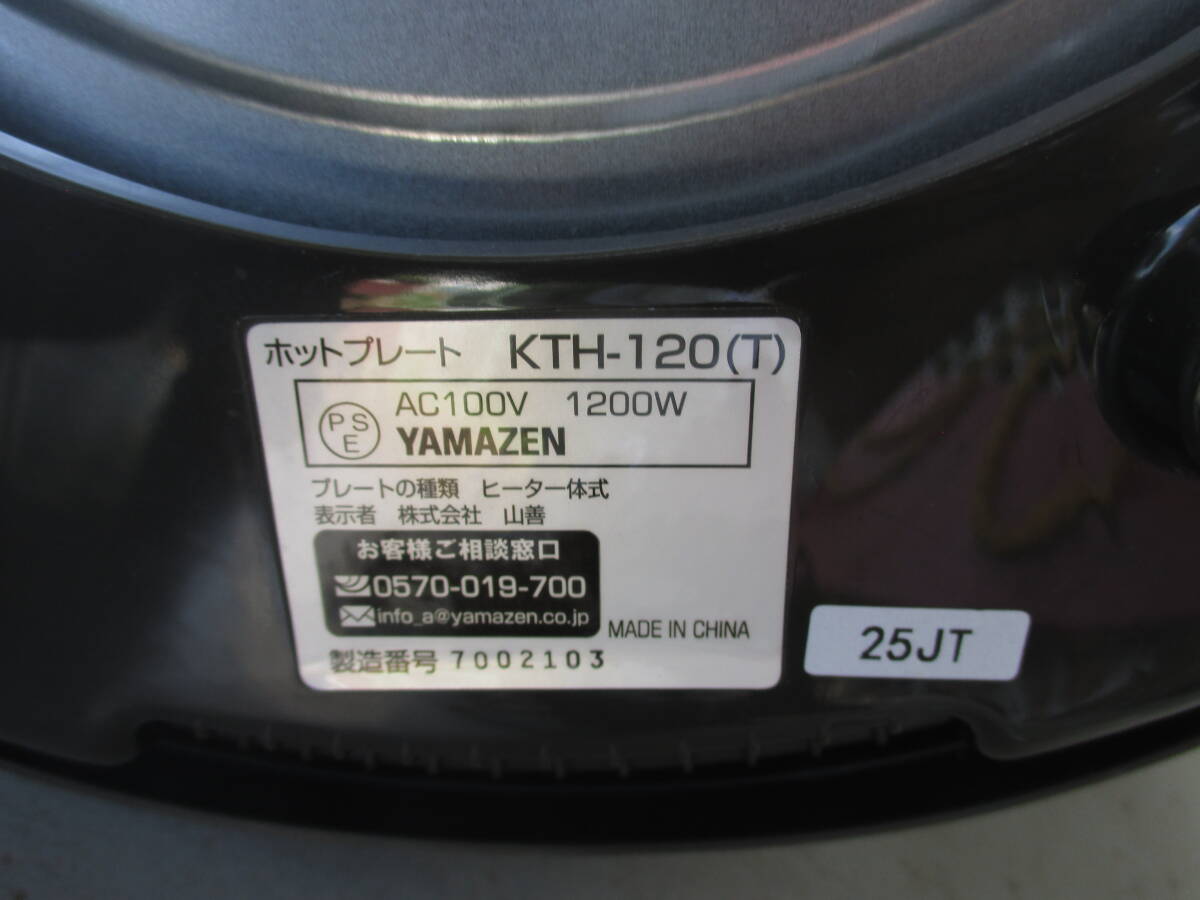 ホットプレート KTH-120(T)
PSE AC100V 1200W
YAMAZEN
プレートの種類 ヒーター体式
表示者 株式会社 山善
お客様ご相談窓口
0570-019-700
info_a@yamazen.co.jp
MADE IN CHINA
製造番号 7002103
25JT